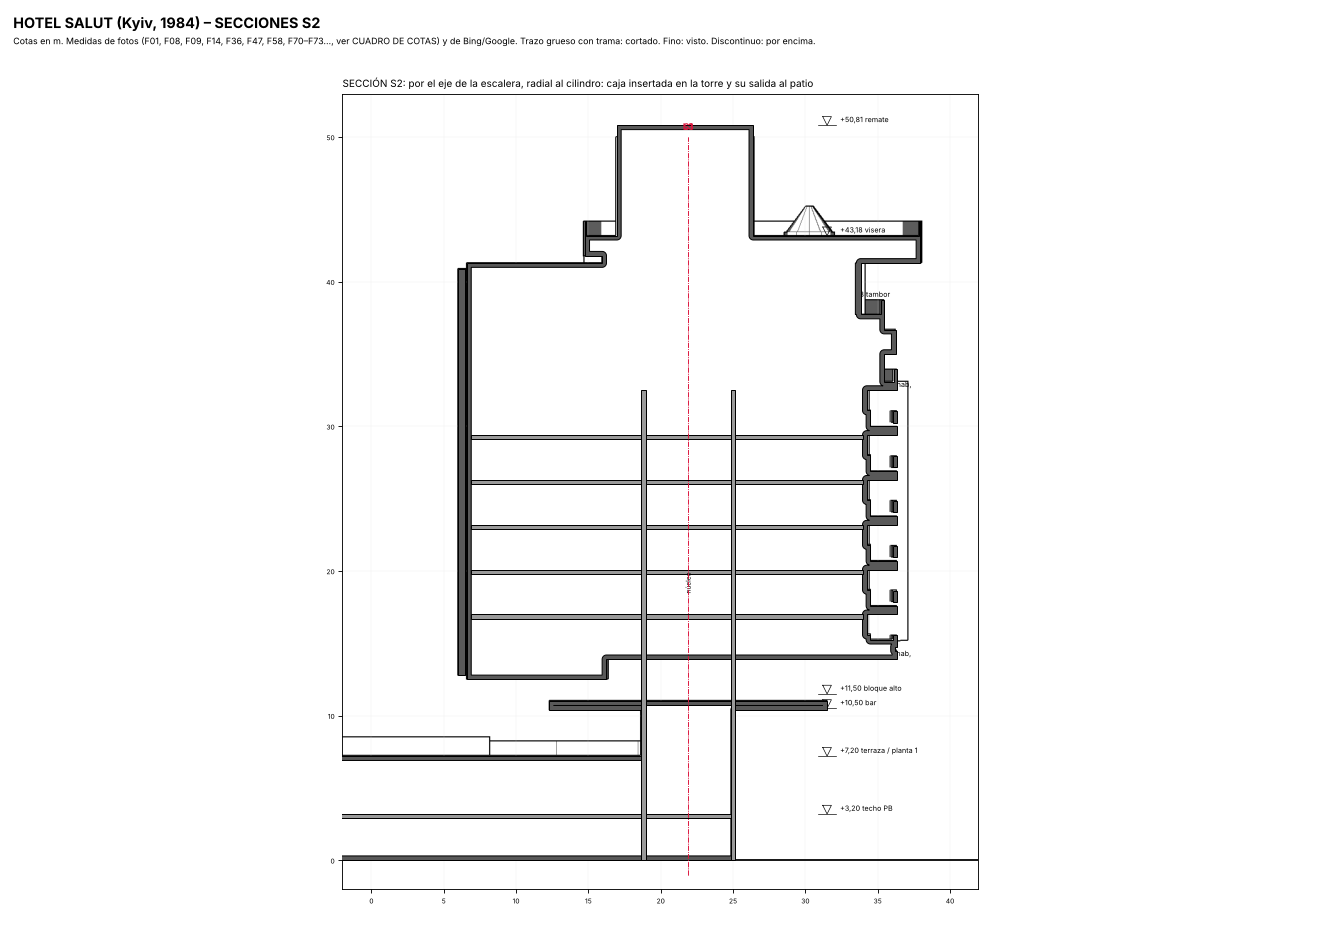 HOTEL SALUT (Kyiv, 1984) – SECCIONES S2
Cotas en m. Medidas de fotos (F01, F08, F09, F14, F36, F47, F58, F70–F73..., ver CUADRO DE COTAS) y de Bing/Google. Trazo grueso con trama: cortado. Fino: visto. Discontinuo: por encima.
SECCIÓN S2: por el eje de la escalera, radial al cilindro: caja insertada en la torre y su salida al patio
+50,81 remate
50
+43,18 visera
tambor
40
hab,
30
20
núcleo
hab,
+11,50 bloque alto
+10,50 bar
10
+7,20 terraza / planta 1
+3,20 techo PB
0
0 5 10 15 20 25 30 35 40